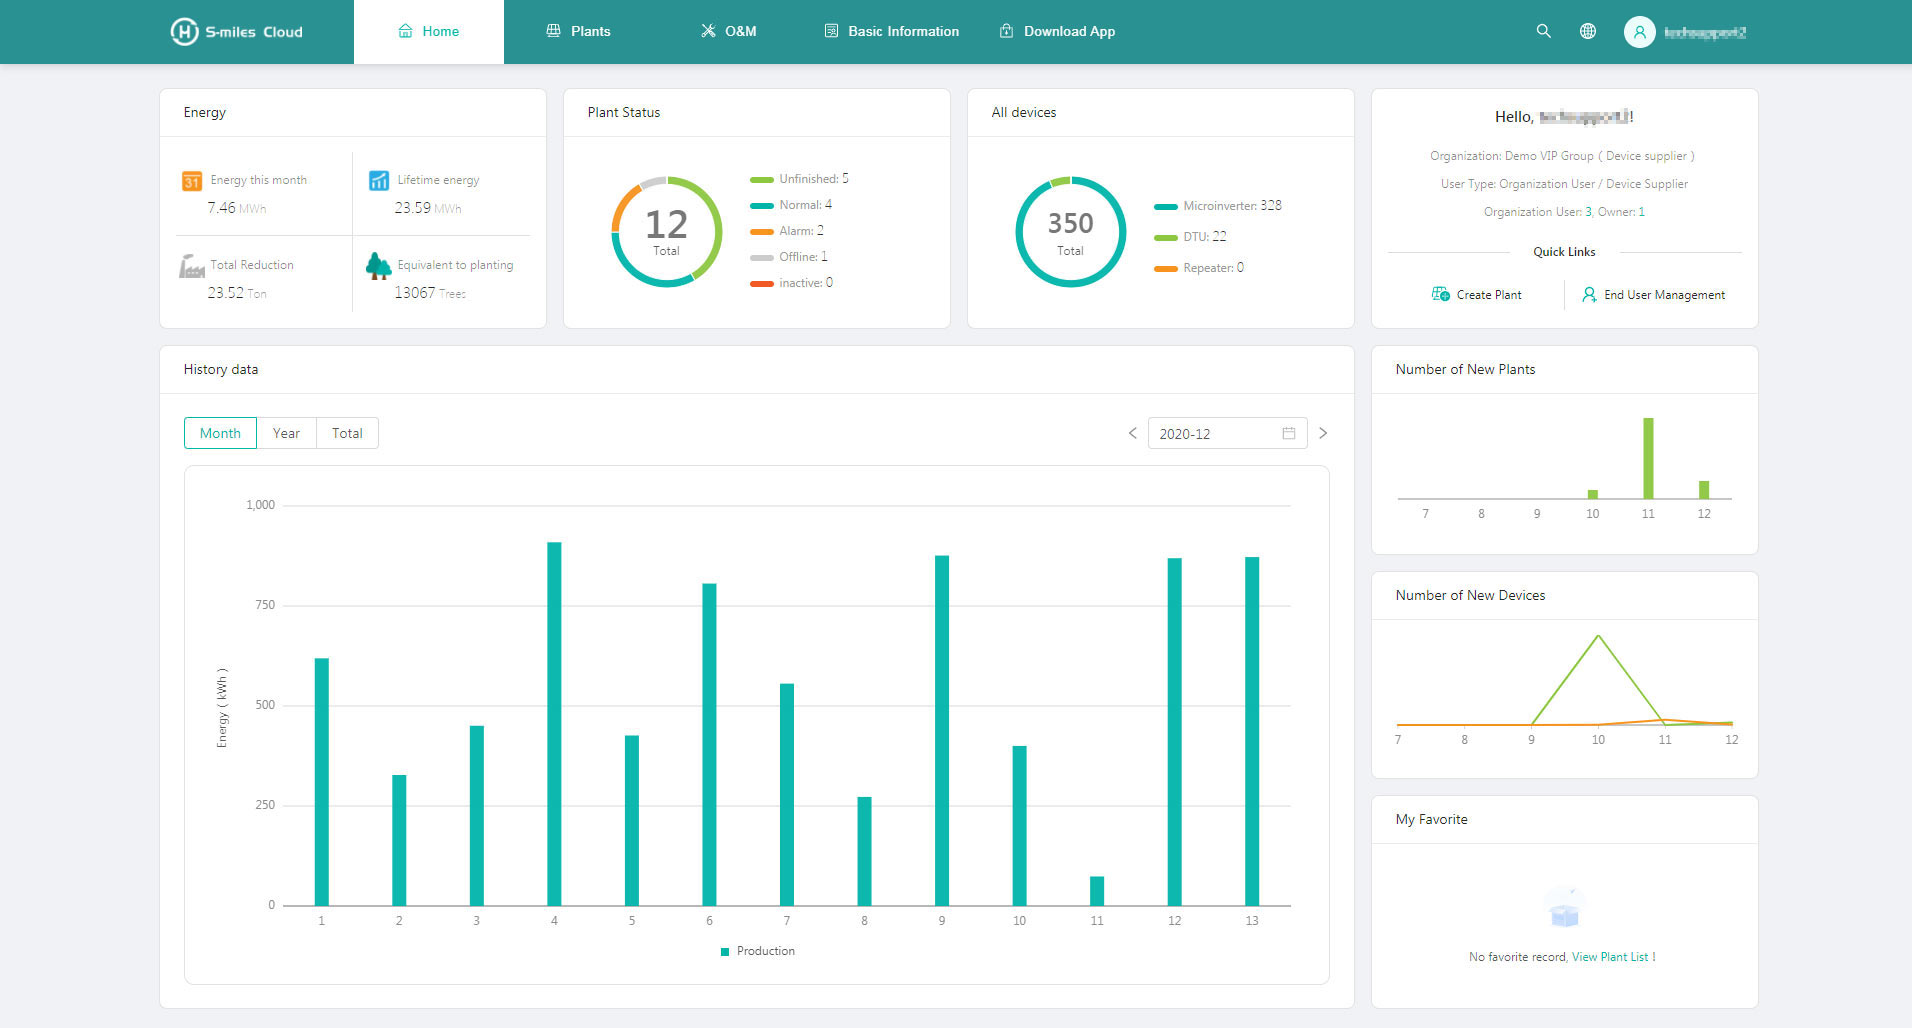 S-miles Cloud
Home
Plants
O&M
Basic Information
Download App
Energy
31
Energy this month
7.46 MWh
Lifetime energy
23.59 MWh
Total Reduction
23.52 Ton
Equivalent to planting
13067 Trees
Plant Status
12
Total
Unfinished: 5
Normal: 4
Alarm: 2
Offline: 1
inactive: 0
All devices
350
Total
Microinverter: 328
DTU: 22
Repeater: 0
Hello, !
Organization: Demo VIP Group ( Device supplier )
User Type: Organization User / Device Supplier
Organization User: 3, Owner: 1
Quick Links
Create Plant
End User Management
History data
Month
Year
Total
2020-12
1,000
750
500
250
0
Energy ( kWh )
1 2 3 4 5 6 7 8 9 10 11 12 13
Production
Number of New Plants
7 8 9 10 11 12
Number of New Devices
7 8 9 10 11 12
My Favorite
No favorite record, View Plant List !